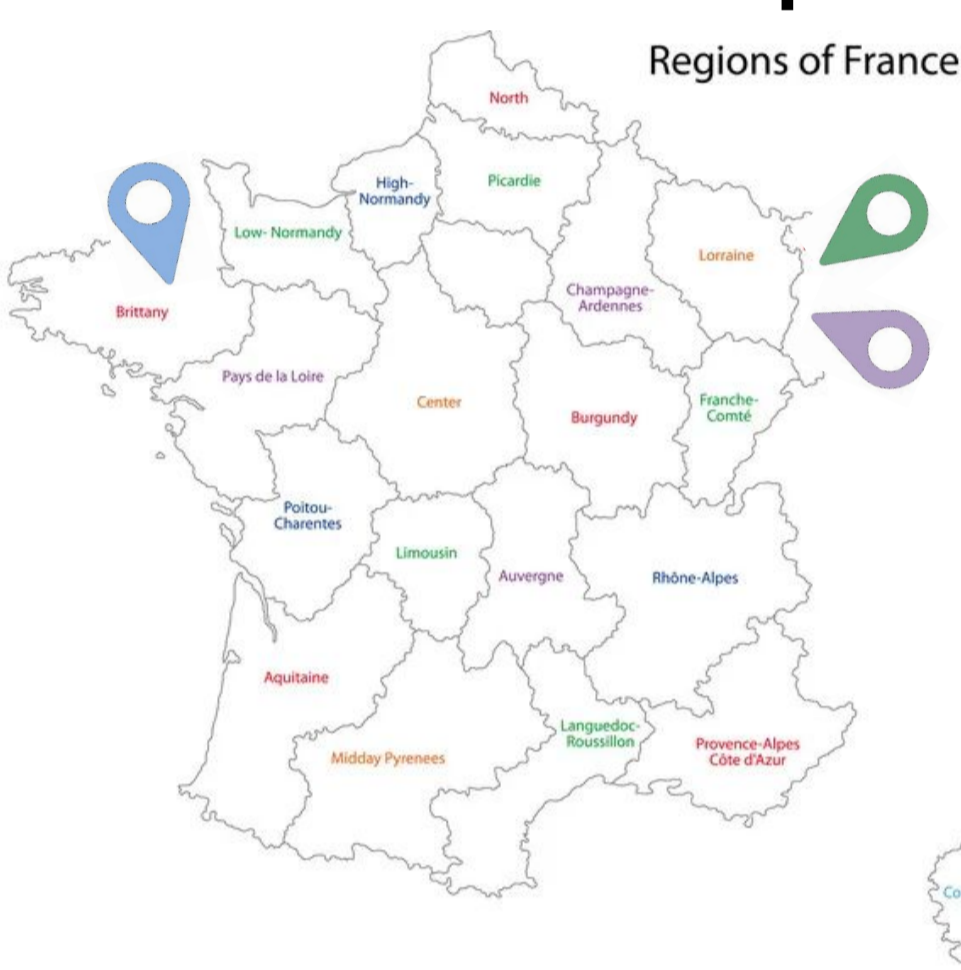 Regions of France
North
Picardie
High-
Normandy
Low- Normandy
Lorraine
Champagne-
Ardennes
Brittany
Pays de la Loire
Center
Burgundy
Franche-
Comté
Poitou-
Charentes
Limousin
Auvergne
Rhône-Alpes
Aquitaine
Languedoc-
Roussillon
Midday Pyrenees
Provence-Alpes
Côte d'Azur
Co